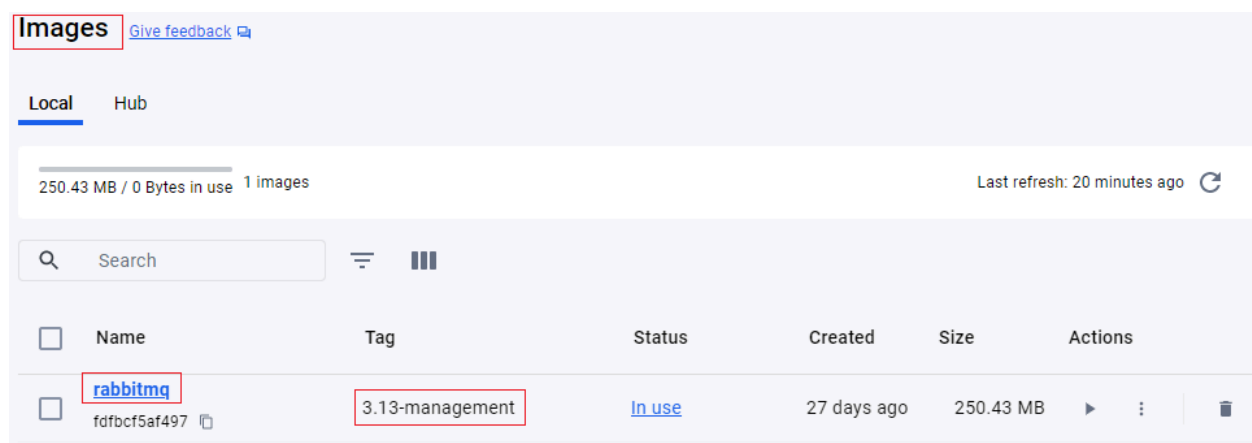 Images Give feedback
Local Hub
250.43 MB / 0 Bytes in use 1 images Last refresh: 20 minutes ago
Search
Name Tag Status Created Size Actions
rabbitmq
3.13-management In use 27 days ago 250.43 MB
fdfbcf5af497